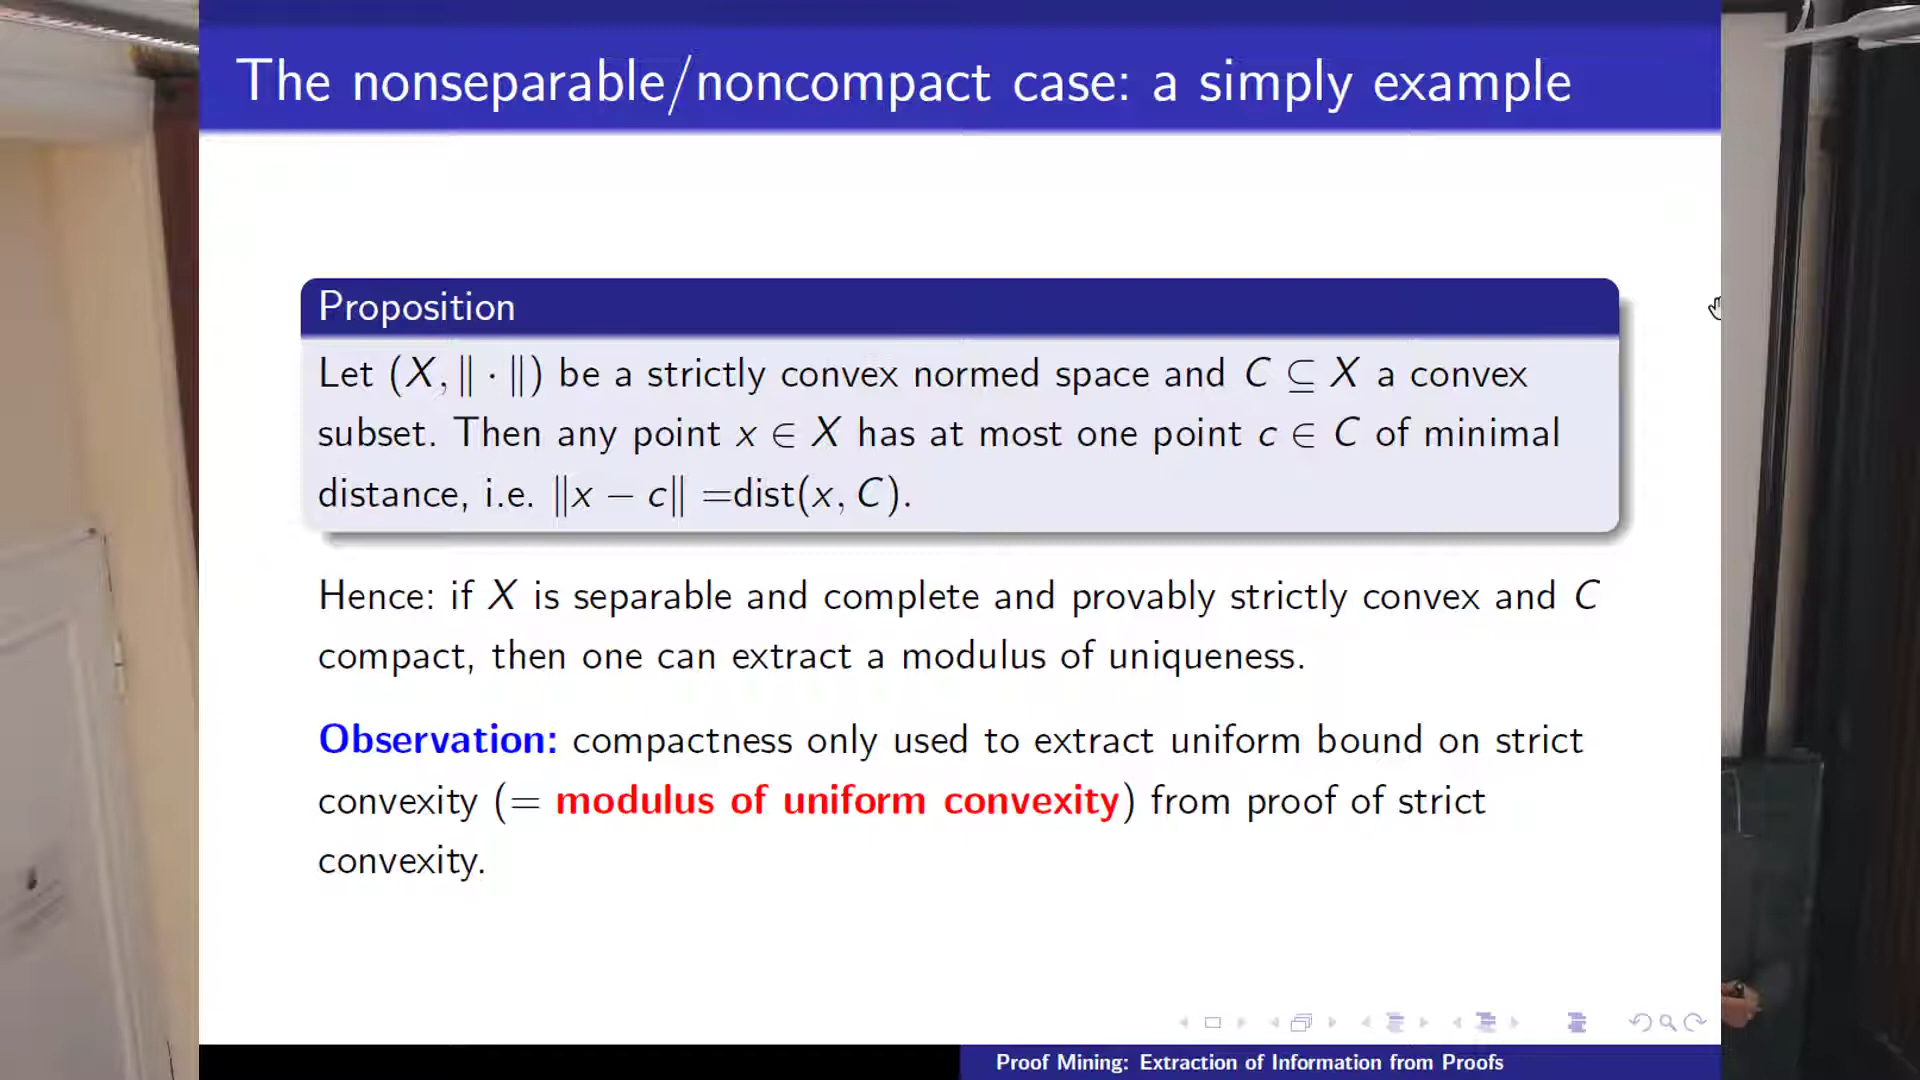 The nonseparable/noncompact case: a simply example
Proposition
Let (X, ‖ · ‖) be a strictly convex normed space and C ⊆ X a convex
subset. Then any point x ∈ X has at most one point c ∈ C of minimal
distance, i.e. ‖x − c‖ =dist(x, C).
Hence: if X is separable and complete and provably strictly convex and C
compact, then one can extract a modulus of uniqueness.
Observation: compactness only used to extract uniform bound on strict
convexity (= modulus of uniform convexity) from proof of strict
convexity.
Proof Mining: Extraction of Information from Proofs